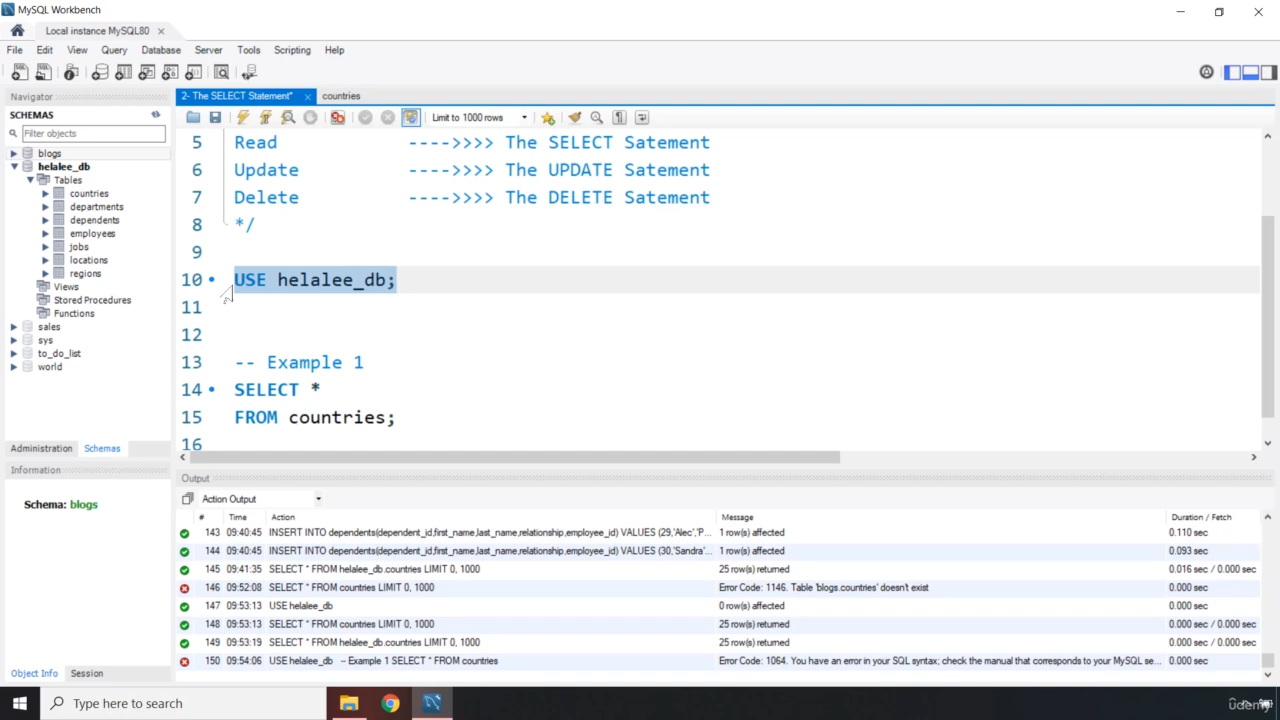 MySQL Workbench
Local instance MySQL80
File Edit View Query Database Server Tools Scripting Help
Navigator
SCHEMAS
Filter objects
blogs
helalee_db
Tables
countries
departments
dependents
employees
jobs
locations
regions
Views
Stored Procedures
Functions
sales
sys
to_do_list
world
Administration Schemas
Information
Schema: blogs
Object Info Session
2- The SELECT Statement* countries
Limit to 1000 rows
5 Read ---->>>> The SELECT Satement
6 Update ---->>>> The UPDATE Satement
7 Delete ---->>>> The DELETE Satement
8 */
9
10 USE helalee_db;
11
12
13 -- Example 1
14 SELECT *
15 FROM countries;
16
Output
Action Output
# Time Action Message Duration / Fetch
143 09:40:45 INSERT INTO dependents(dependent_id,first_name,last_name,relationship,employee_id) VALUES (29,'Alec','P... 1 row(s) affected 0.110 sec
144 09:40:45 INSERT INTO dependents(dependent_id,first_name,last_name,relationship,employee_id) VALUES (30,'Sandra'... 1 row(s) affected 0.093 sec
145 09:41:35 SELECT * FROM helalee_db.countries LIMIT 0, 1000 25 row(s) returned 0.016 sec / 0.000 sec
146 09:52:08 SELECT * FROM countries LIMIT 0, 1000 Error Code: 1146. Table 'blogs.countries' doesn't exist 0.000 sec
147 09:53:13 USE helalee_db 0 row(s) affected 0.000 sec
148 09:53:13 SELECT * FROM countries LIMIT 0, 1000 25 row(s) returned 0.000 sec / 0.000 sec
149 09:53:19 SELECT * FROM helalee_db.countries LIMIT 0, 1000 25 row(s) returned 0.000 sec / 0.000 sec
150 09:54:06 USE helalee_db -- Example 1 SELECT * FROM countries Error Code: 1064. You have an error in your SQL syntax; check the manual that corresponds to your MySQL se... 0.000 sec
Type here to search
udemy